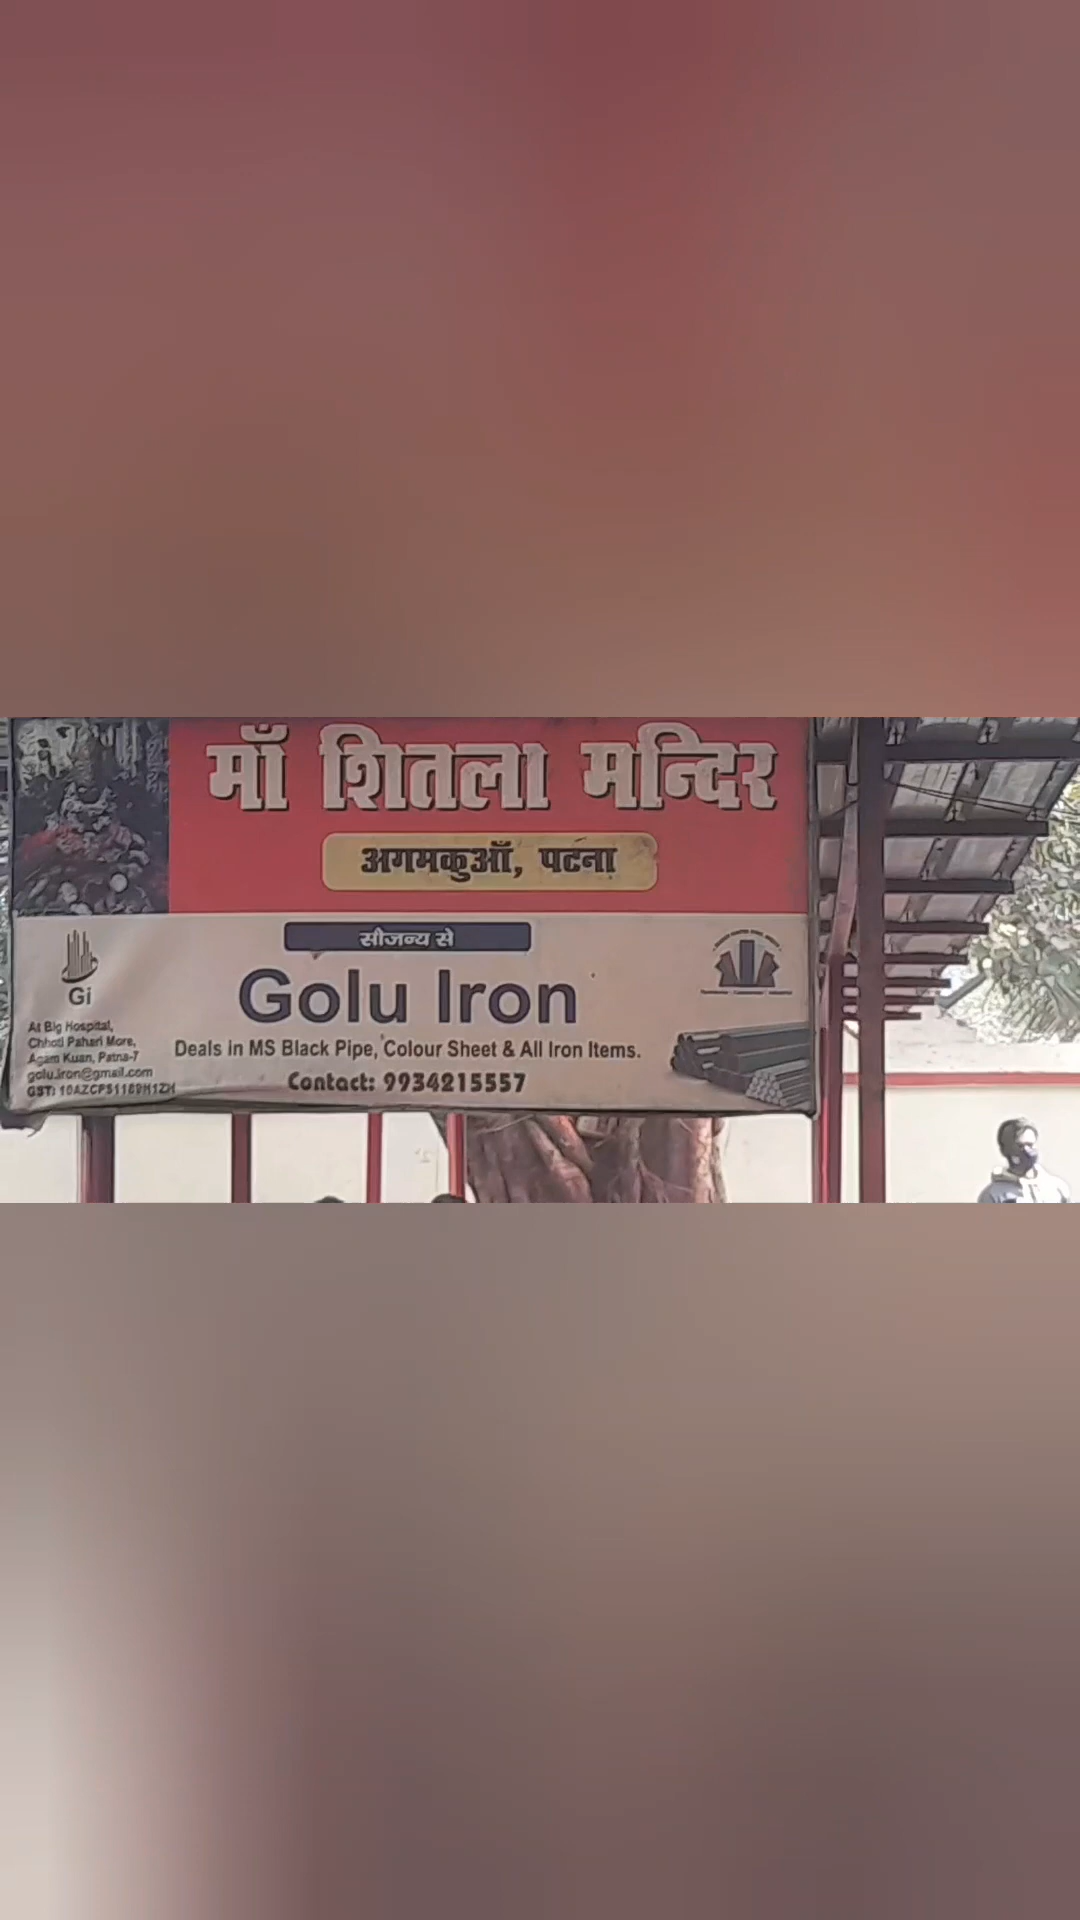 माँ शितला मन्दिर
अगमकुआँ, पटना
सौजन्य से
Golu Iron
Gi
At Big Hospital,
Chhoti Pahari More,
Agam Kuan, Patna-7
golu.iron@gmail.com
GST:
Deals in MS Black Pipe, Colour Sheet & All Iron Items.
Contact: 9934215557